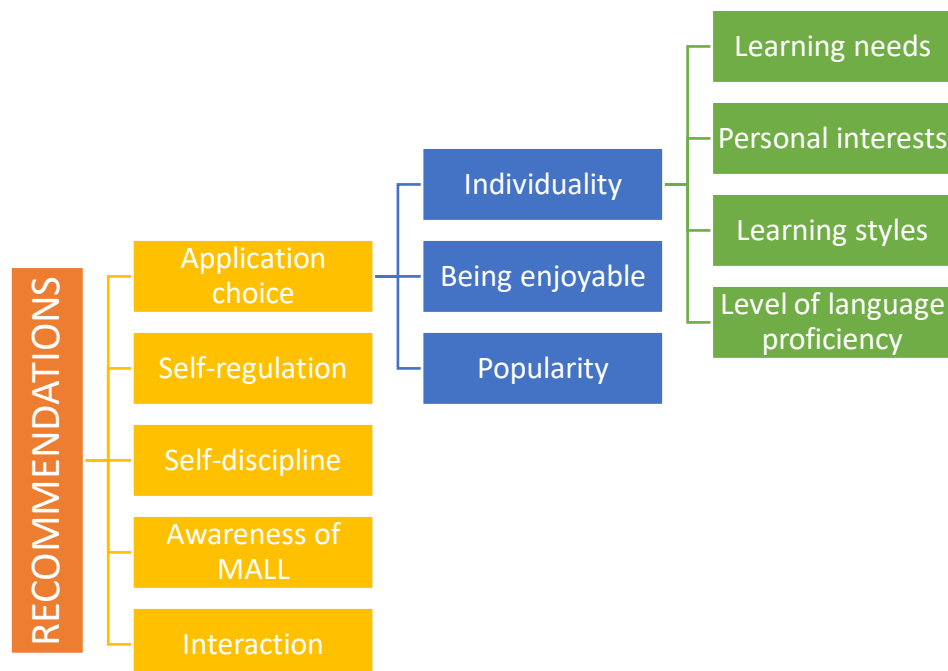 RECOMMENDATIONS
Application
choice
Self-regulation
Self-discipline
Awareness of
MALL
Interaction
Individuality
Being enjoyable
Popularity
Learning needs
Personal interests
Learning styles
Level of language
proficiency